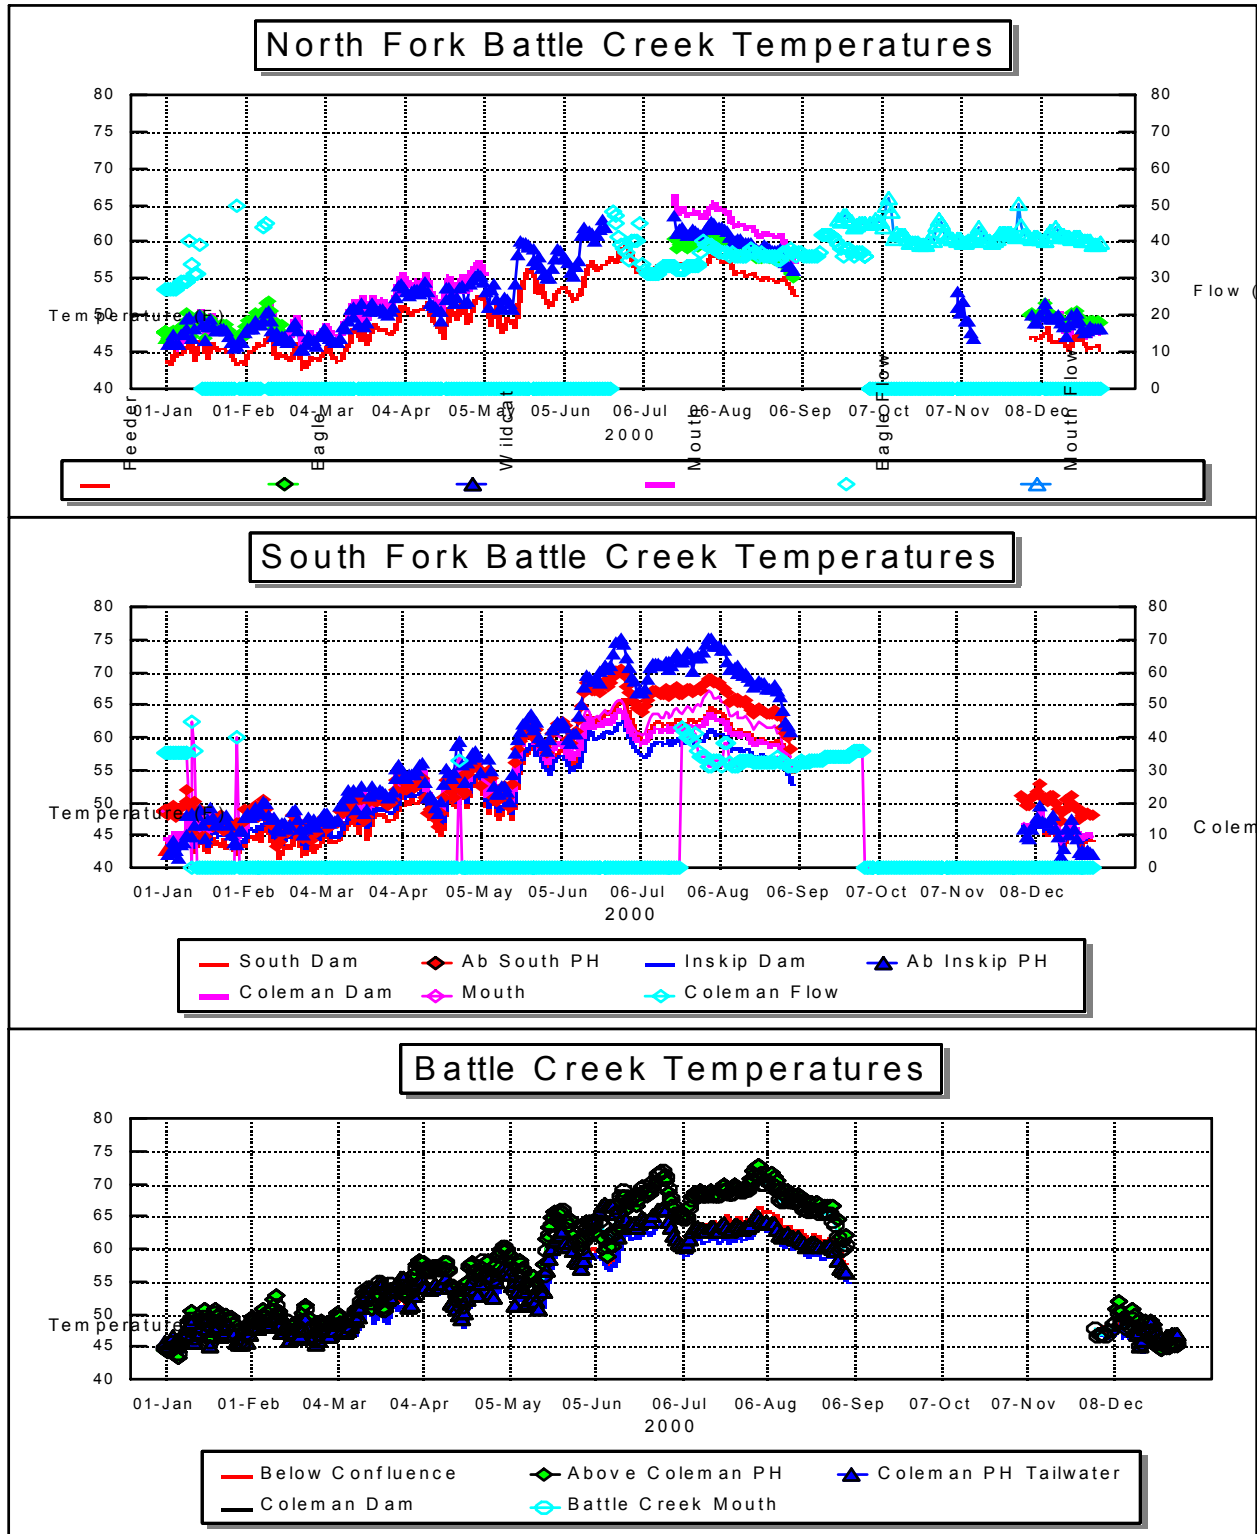 North Fork Battle Creek Temperatures
80 80
75 70
70 60
65 50
60 40
55 30
Flow (
50 20
Temperature (F)
45 10
40 0
01-Jan 01-Feb 04-Mar 04-Apr 05-May 05-Jun 06-Jul 06-Aug 06-Sep 07-Oct 07-Nov 08-Dec
2000
Feeder Eagle Wildcat Mouth Eagle Flow Mouth Flow
South Fork Battle Creek Temperatures
80 80
75 70
70 60
65 50
60 40
55 30
50 20
Temperature (F) Colem
45 10
40 0
01-Jan 01-Feb 04-Mar 04-Apr 05-May 05-Jun 06-Jul 06-Aug 06-Sep 07-Oct 07-Nov 08-Dec
2000
South Dam Ab South PH Inskip Dam Ab Inskip PH
Coleman Dam Mouth Coleman Flow
Battle Creek Temperatures
80
75
70
65
60
55
50
Temperature
45
40
01-Jan 01-Feb 04-Mar 04-Apr 05-May 05-Jun 06-Jul 06-Aug 06-Sep 07-Oct 07-Nov 08-Dec
2000
Below Confluence Above Coleman PH Coleman PH Tailwater
Coleman Dam Battle Creek Mouth